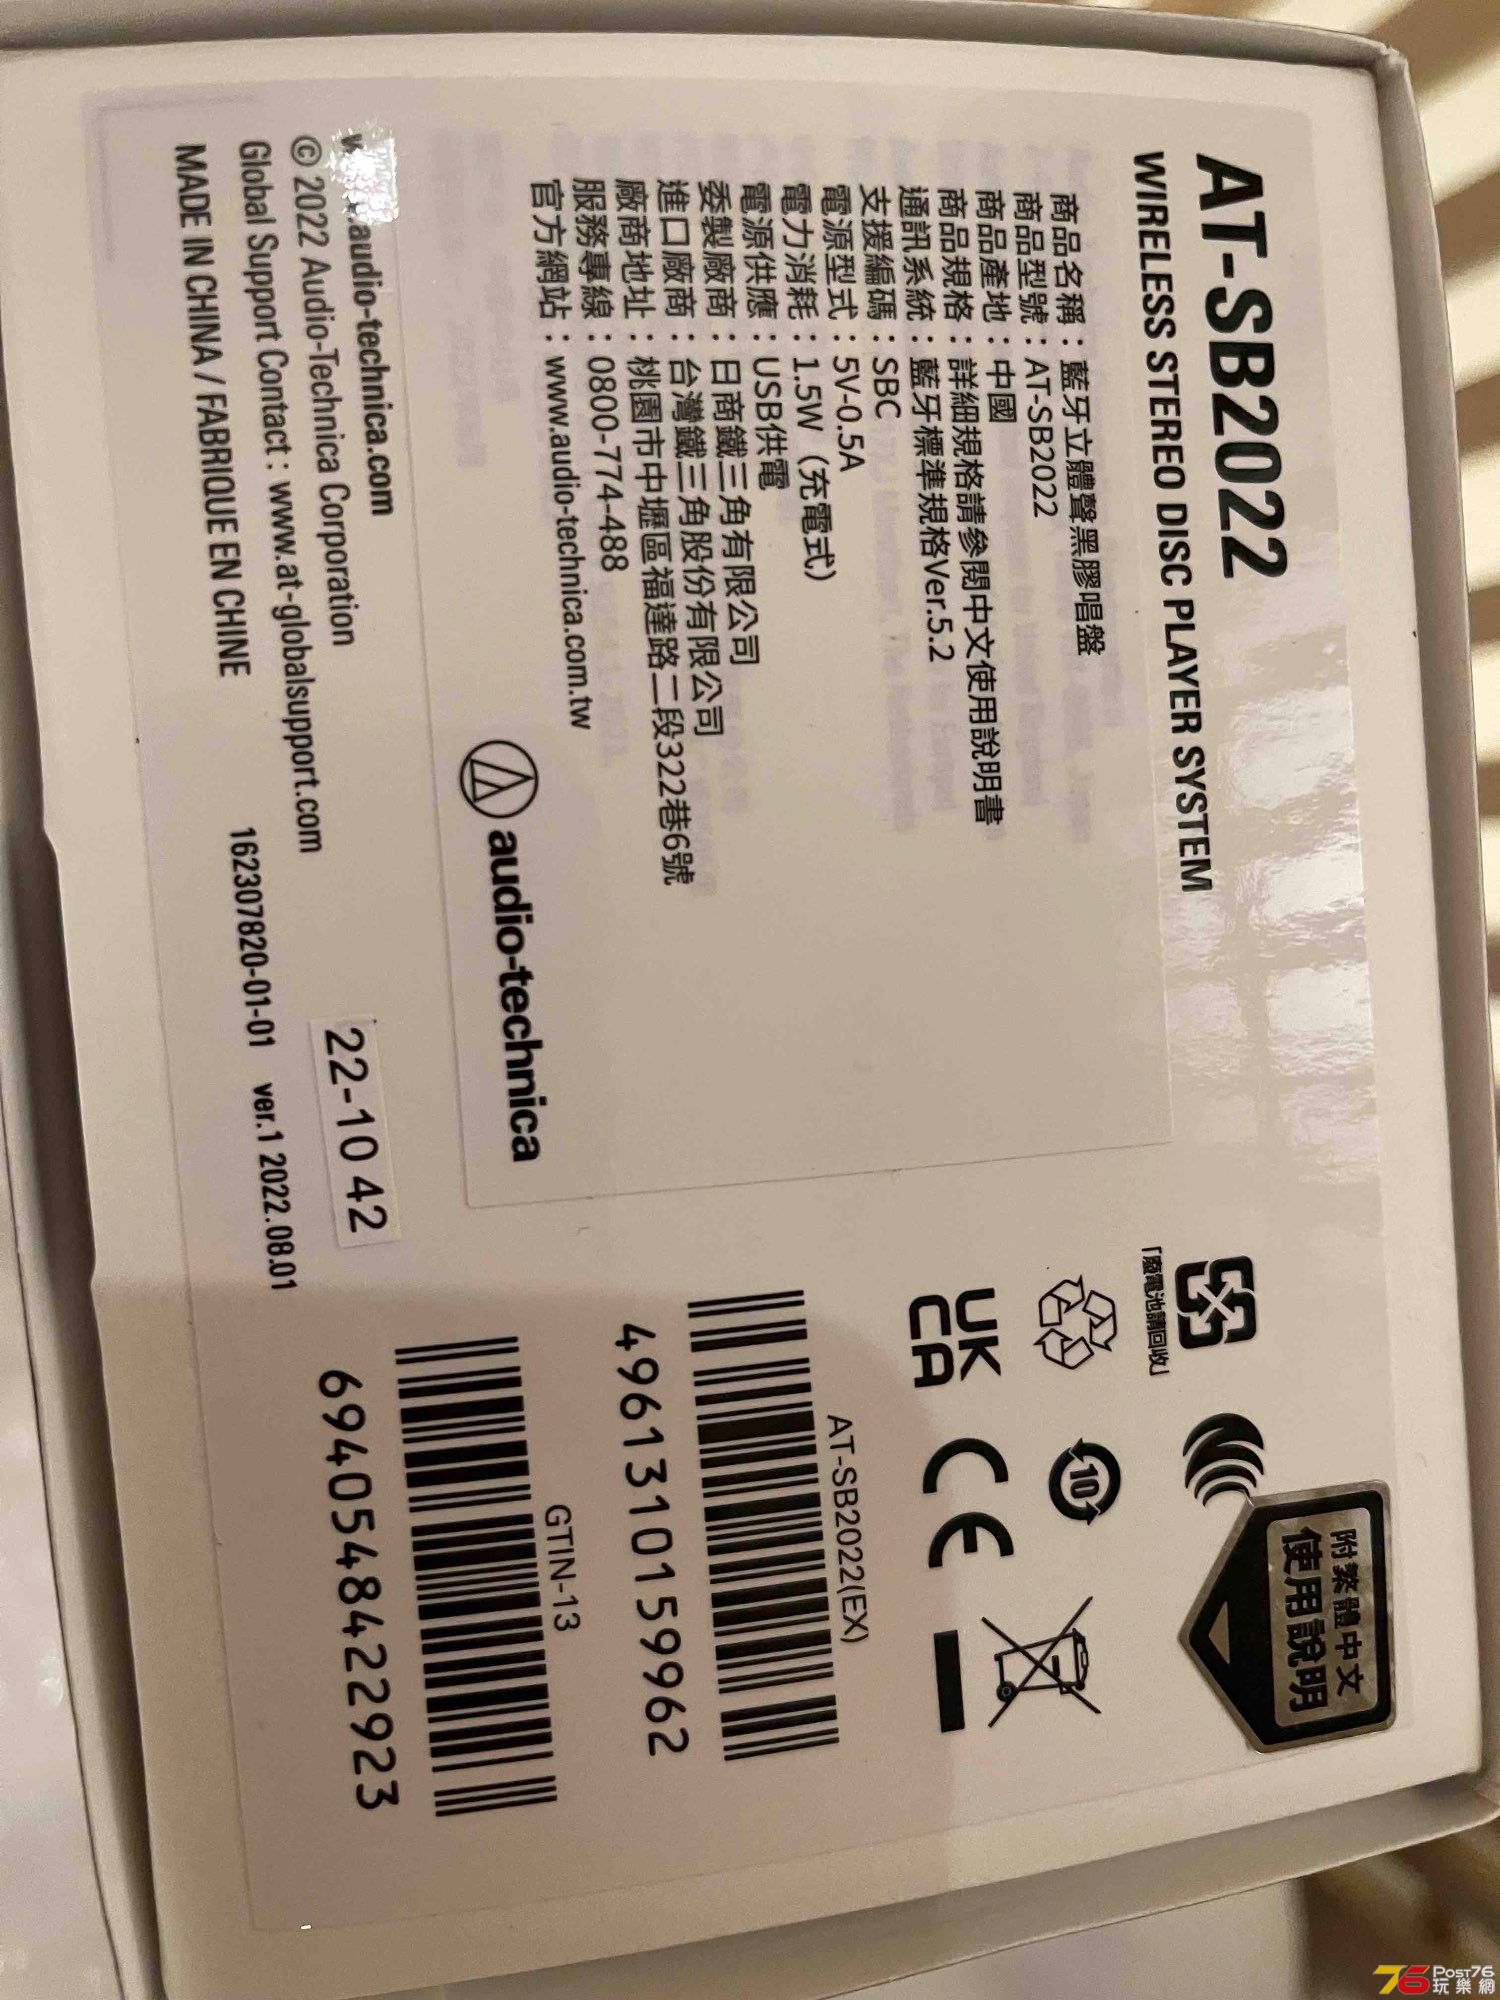 AT-SB2022
WIRELESS STEREO DISC PLAYER SYSTEM
商品名稱：藍牙立體聲黑膠唱盤
商品型號：AT-SB2022
商品產地：中國
商品規格：詳細規格請參閱中文使用說明書
通訊系統：藍牙標準規格Ver.5.2
支援編碼：SBC
電源型式：5V-0.5A
電力消耗：1.5W（充電式）
電源供應：USB供電
委製廠商：日商鐵三角有限公司
進口廠商：台灣鐵三角股份有限公司
廠商地址：桃園市中壢區福達路二段322巷6號
服務專線：0800-774-488
官方網站：www.audio-technica.com.tw
audio-technica
.audio-technica.com
© 2022 Audio-Technica Corporation
Global Support Contact : www.at-globalsupport.com
MADE IN CHINA / FABRIQUE EN CHINE
162307820-01-01 ver.1 2022.08.01
22-10 42
附繁體中文
使用說明
「廢電池請回收」
10
UK
CA
CE
AT-SB2022(EX)
4961310159962
GTIN-13
6940548422923
76 Post76
玩樂網